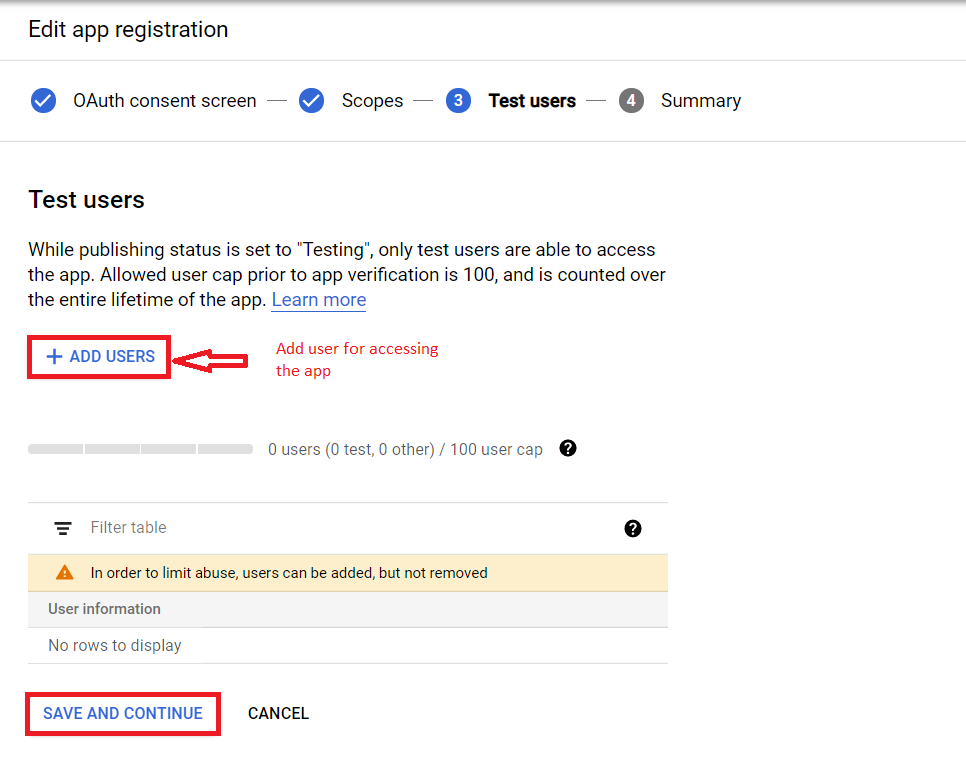 Edit app registration
OAuth consent screen — Scopes — 3 Test users — 4 Summary
Test users
While publishing status is set to "Testing", only test users are able to access
the app. Allowed user cap prior to app verification is 100, and is counted over
the entire lifetime of the app. Learn more
+ ADD USERS
Add user for accessing
the app
0 users (0 test, 0 other) / 100 user cap ?
Filter table ?
In order to limit abuse, users can be added, but not removed
User information
No rows to display
SAVE AND CONTINUE CANCEL